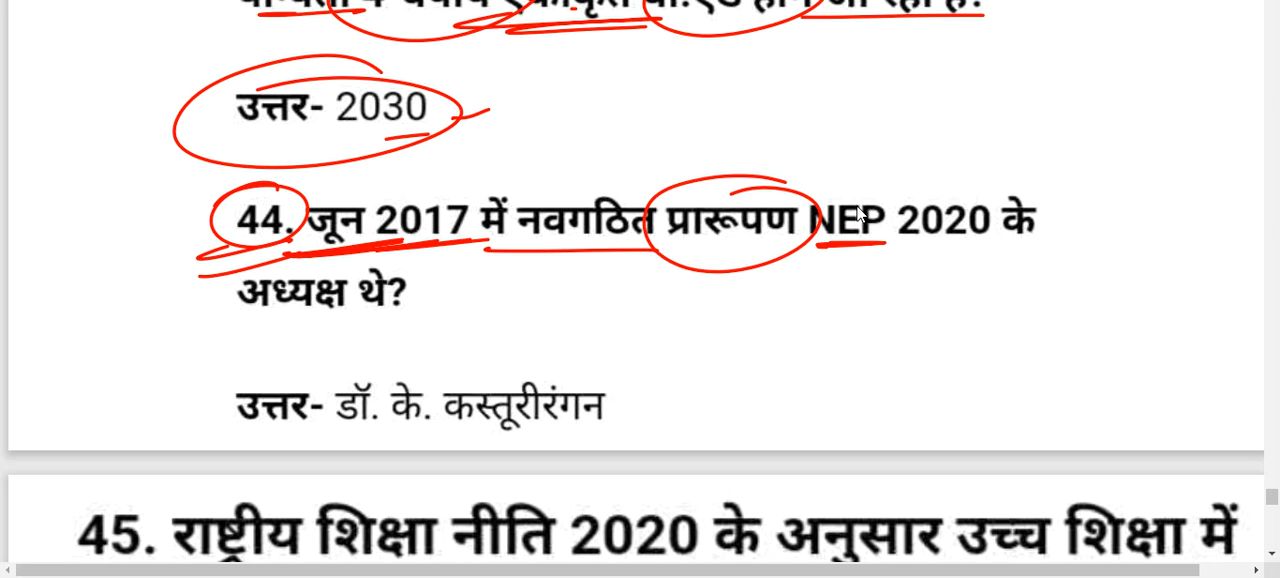 उत्तर- 2030
44. जून 2017 में नवगठित प्रारूपण NEP 2020 के
अध्यक्ष थे?
उत्तर- डॉ. के. कस्तूरीरंगन
45. राष्ट्रीय शिक्षा नीति 2020 के अनुसार उच्च शिक्षा में